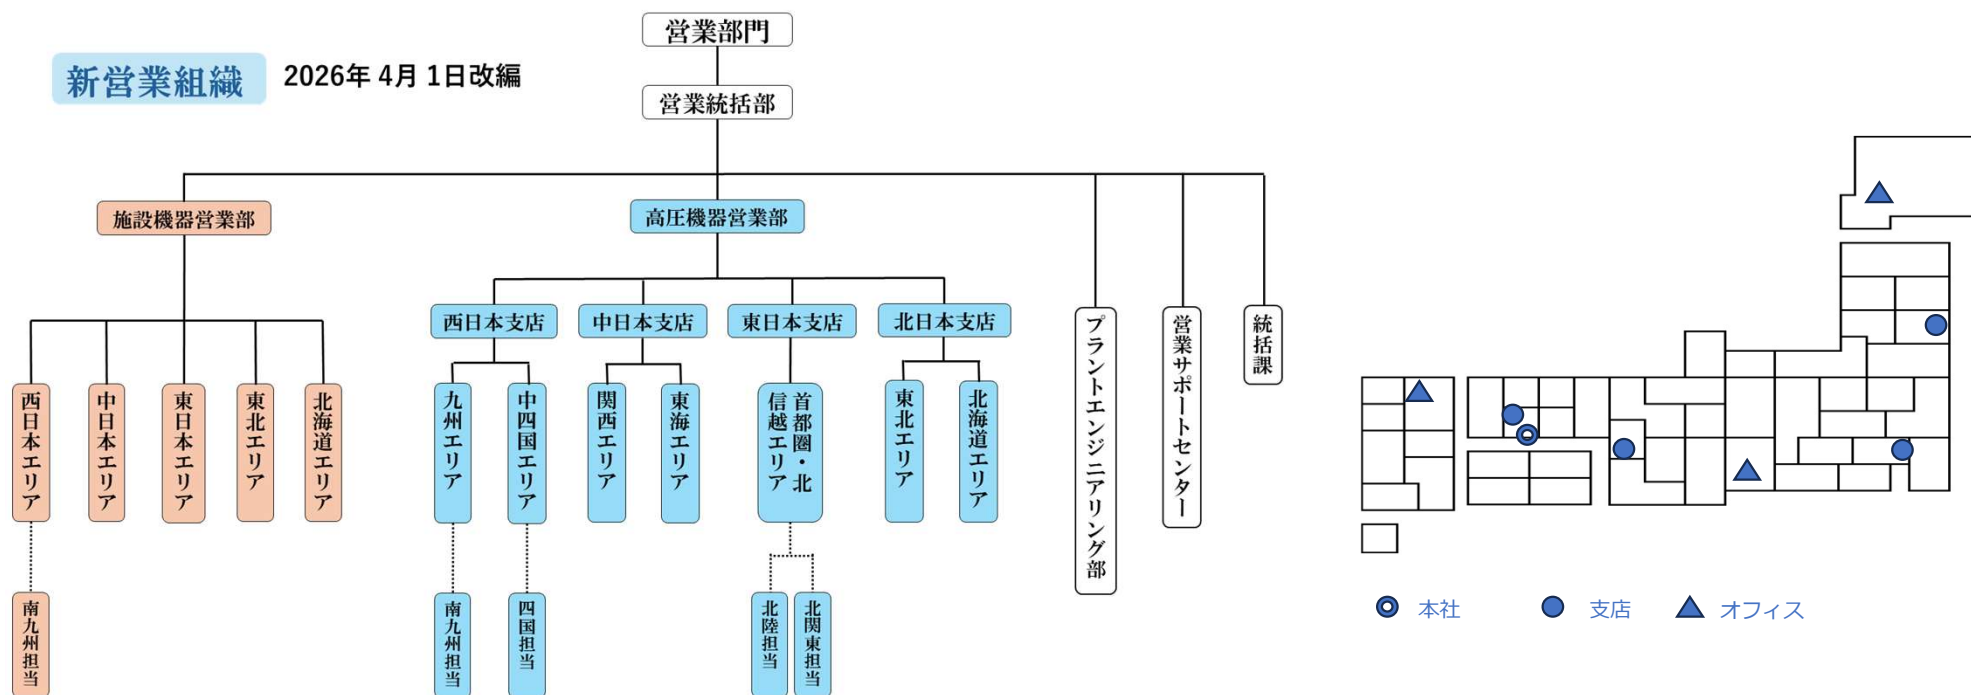 営業部門
新営業組織
2026年 4月 1日改編
営業統括部
施設機器営業部
高圧機器営業部
西日本支店
中日本支店
東日本支店
北日本支店
プラントエンジニアリング部
営業サポートセンター
統括課
西日本エリア
中日本エリア
東日本エリア
東北エリア
北海道エリア
九州エリア
中四国エリア
関西エリア
東海エリア
首都圏・北
信越エリア
東北エリア
北海道エリア
南九州担当
南九州担当
四国担当
北陸担当
北関東担当
本社
支店
オフィス